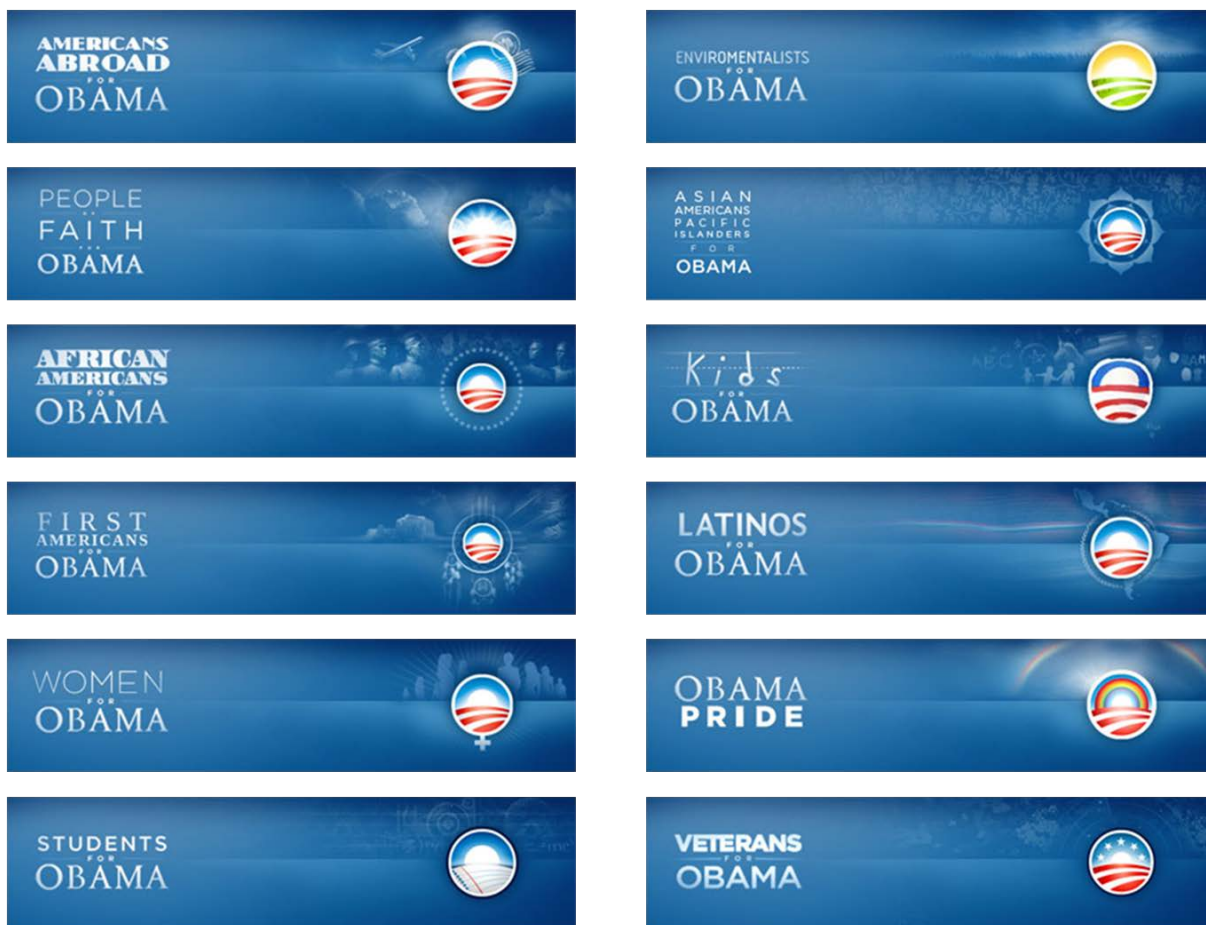 AMERICANS
ABROAD
FOR
OBAMA
ENVIROMENTALISTS
FOR
OBAMA
PEOPLE
OF
FAITH
FOR
OBAMA
ASIAN
AMERICANS
PACIFIC
ISLANDERS
FOR
OBAMA
AFRICAN
AMERICANS
FOR
OBAMA
Kids
FOR
OBAMA
ABC
FIRST
AMERICANS
FOR
OBAMA
LATINOS
FOR
OBAMA
WOMEN
FOR
OBAMA
OBAMA
PRIDE
STUDENTS
FOR
OBAMA
VETERANS
FOR
OBAMA